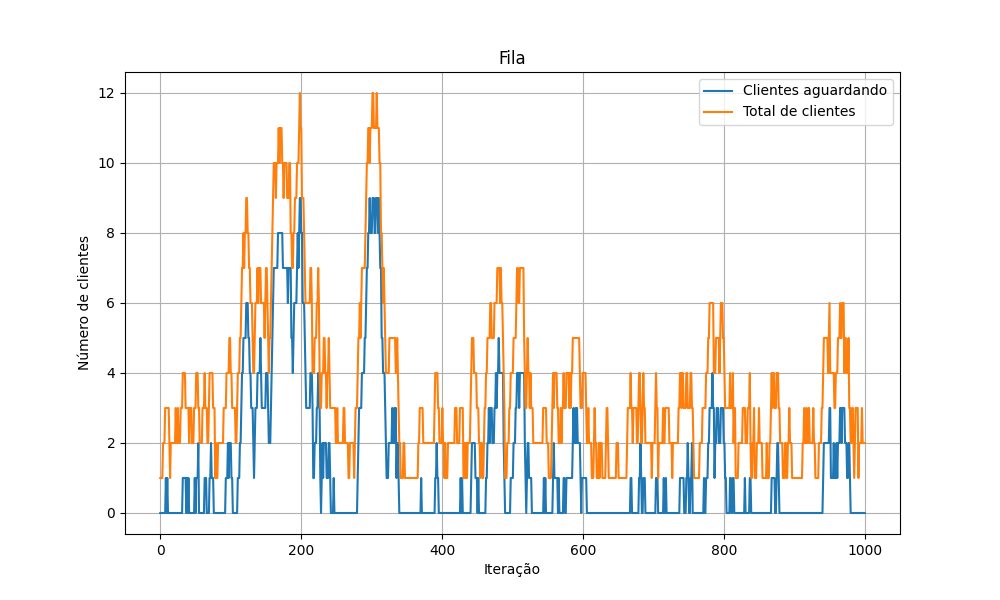 Fila
Clientes aguardando
Total de clientes
12
10
8
6
4
2
0
Número de clientes
0 200 400 600 800 1000
Iteração